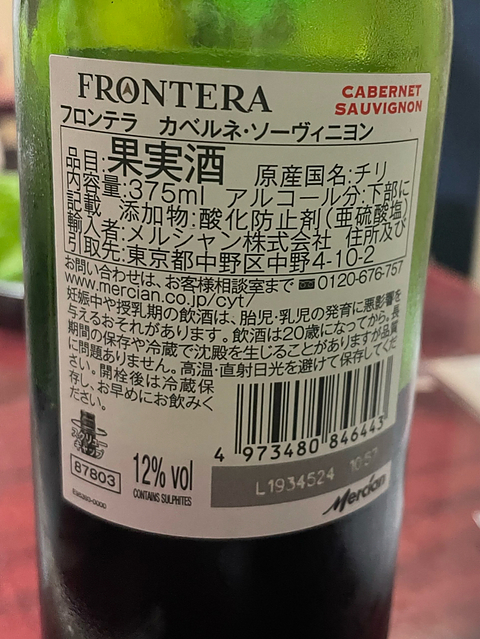 FRONTERA
CABERNET
SAUVIGNON
フロンテラ カベルネ・ソーヴィニヨン
品目:果実酒 原産国名:チリ
内容量:375ml アルコール分:下部に
記載 添加物:酸化防止剤(亜硫酸塩)
輸入者:メルシャン株式会社 住所及び
引取先:東京都中野区中野4-10-2
お問い合わせは、お客様相談室まで ☎0120-676-757
www.mercian.co.jp/cyt/
妊娠中や授乳期の飲酒は、胎児・乳児の発育に悪影響を
与えるおそれがあります。飲酒は20歳になってから。長
期間の保存や冷蔵で沈殿を生じることがありますが品質
に問題ありません。高温・直射日光を避けて保存してくだ
さい。開栓後は冷蔵保
存し、お早めにお飲みく
ださい。
スクリュー
キャップ
4 973480 846443
87803
12% vol
CONTAINS SULPHITES
L1934524 10:57
Mercian